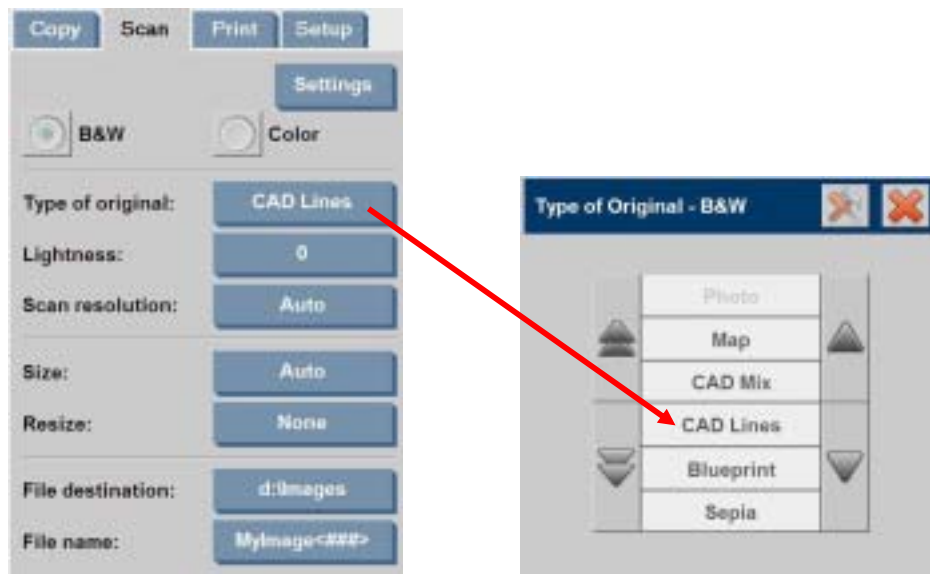 Copy Scan Print Setup
Settings
B&W Color
Type of original: CAD Lines
Lightness: 0
Scan resolution: Auto
Size: Auto
Resize: None
File destination: d:\Images
File name: MyImage<###>
Type of Original - B&W
Photo
Map
CAD Mix
CAD Lines
Blueprint
Sepia